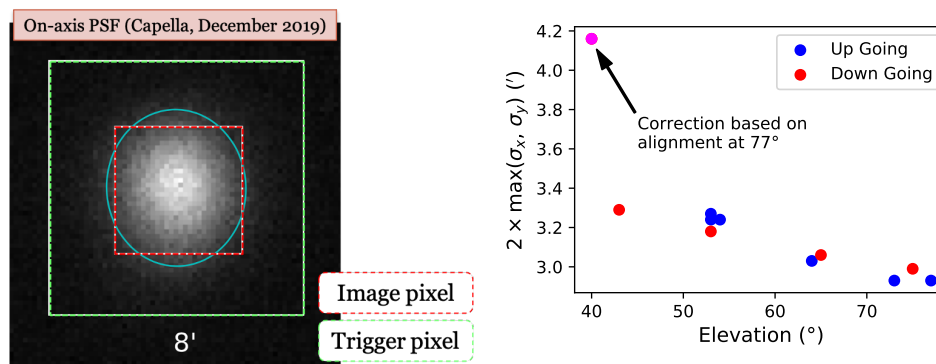 On-axis PSF (Capella, December 2019)
Image pixel
8'
Trigger pixel
4.2
4.0
3.8
3.6
3.4
3.2
3.0
2 × max(σx, σy) (′)
Up Going
Down Going
Correction based on
alignment at 77°
40
50
60
70
Elevation (°)